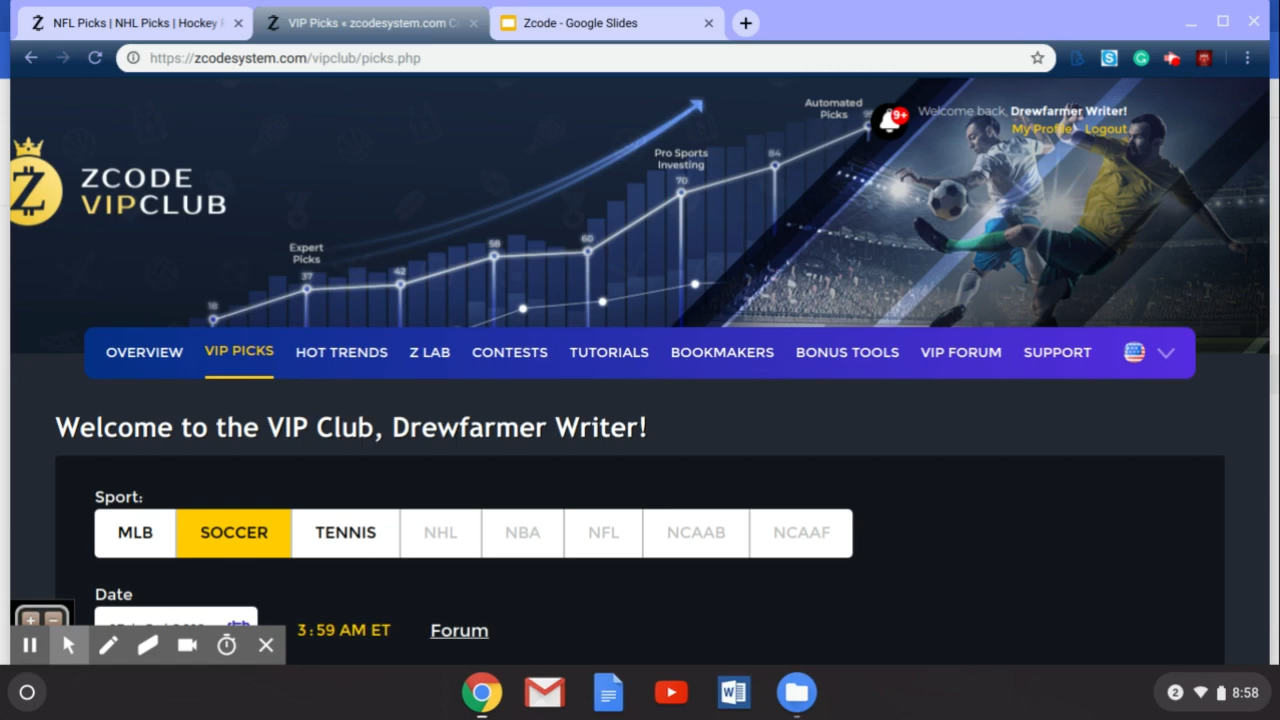 NFL Picks | NHL Picks | Hockey
VIP Picks « zcodesystem.com
Zcode - Google Slides
https://zcodesystem.com/vipclub/picks.php
Automated
Picks
9+
Welcome back, Drewfarmer Writer!
My Profile Logout
Pro Sports
Investing
84
70
ZCODE
VIPCLUB
Expert
Picks
58
60
37
42
18
OVERVIEW VIP PICKS HOT TRENDS Z LAB CONTESTS TUTORIALS BOOKMAKERS BONUS TOOLS VIP FORUM SUPPORT
Welcome to the VIP Club, Drewfarmer Writer!
Sport:
MLB SOCCER TENNIS NHL NBA NFL NCAAB NCAAF
Date
3:59 AM ET Forum
2 8:58